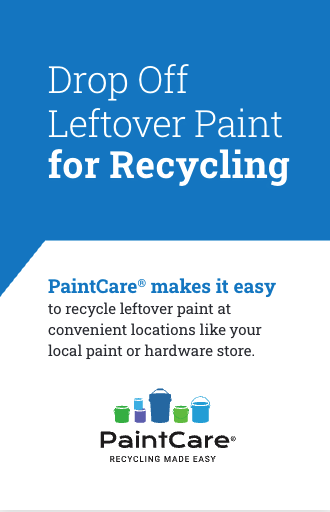 Drop Off
Leftover Paint
for Recycling
PaintCare® makes it easy
to recycle leftover paint at
convenient locations like your
local paint or hardware store.
PaintCare®
RECYCLING MADE EASY